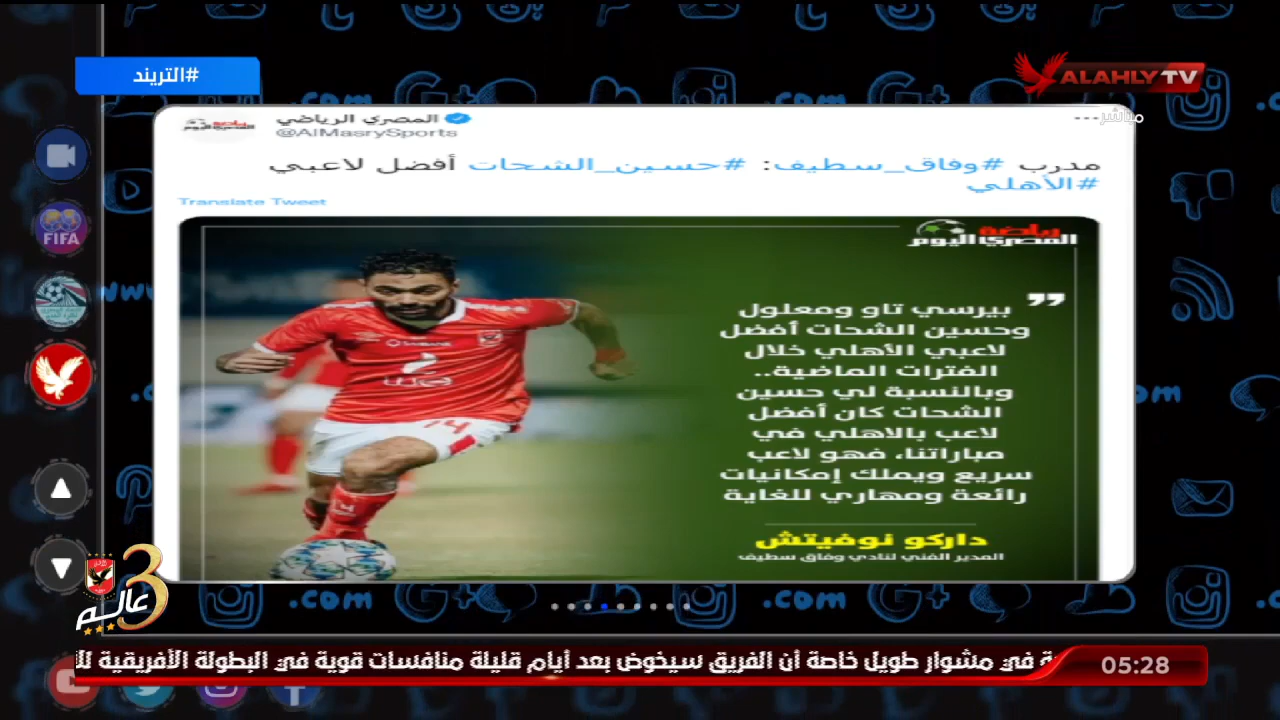 #التريند
ALAHLY TV
مباشر
المصري الرياضي
@AlMasrySports
مدرب #وفاق_سطيف: #حسين_الشحات أفضل لاعبي
#الأهلي
Translate Tweet
رياضة
المصري اليوم
بيرسي تاو ومعلول
وحسين الشحات أفضل
لاعبي الأهلي خلال
الفترات الماضية..
وبالنسبة لي حسين
الشحات كان أفضل
لاعب بالاهلي في
مباراتنا، فهو لاعب
سريع ويملك إمكانيات
رائعة ومهاري للغاية
داركو نوفيتش
المدير الفني لنادي وفاق سطيف
FIFA
14
3
عالم
في مشوار طويل خاصة أن الفريق سيخوض بعد أيام قليلة منافسات قوية في البطولة الأفريقية
05:28